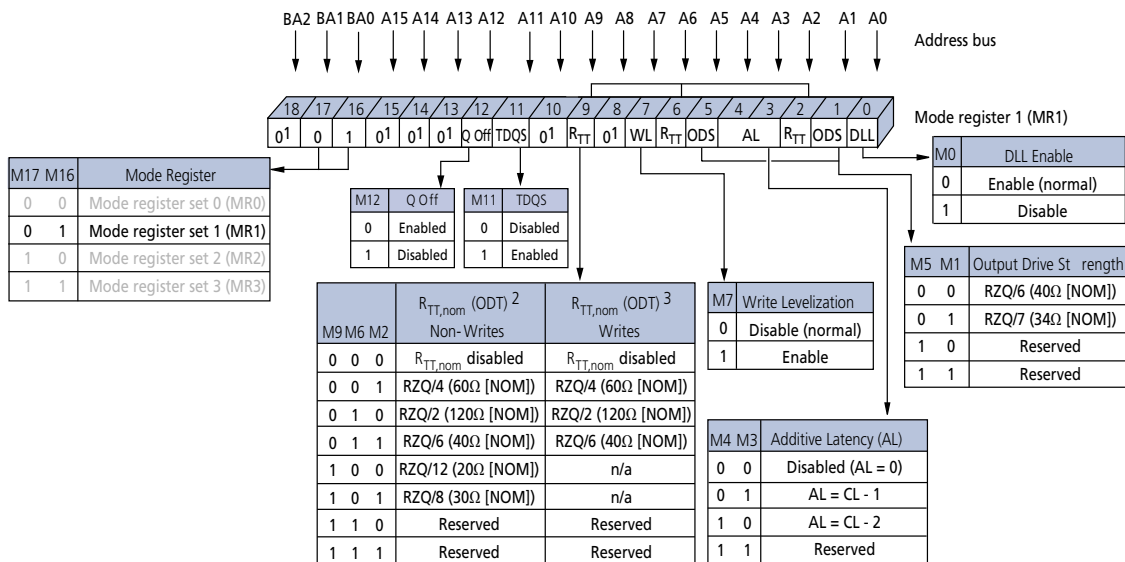 BA2 BA1 BA0 A15 A14 A13 A12 A11 A10 A9 A8 A7 A6 A5 A4 A3 A2 A1 A0
Address bus
18 17 16 15 14 13 12 11 10 9 8 7 6 5 4 3 2 1 0
0¹ 0 1 0¹ 0¹ 0¹ Q Off TDQS 0¹ RTT 0¹ WL RTT ODS AL RTT ODS DLL
Mode register 1 (MR1)
M17 M16 Mode Register
0 0 Mode register set 0 (MR0)
0 1 Mode register set 1 (MR1)
1 0 Mode register set 2 (MR2)
1 1 Mode register set 3 (MR3)
M12 Q Off
0 Enabled
1 Disabled
M11 TDQS
0 Disabled
1 Enabled
M0 DLL Enable
0 Enable (normal)
1 Disable
M5 M1 Output Drive St rength
0 0 RZQ/6 (40Ω [NOM])
0 1 RZQ/7 (34Ω [NOM])
1 0 Reserved
1 1 Reserved
M7 Write Levelization
0 Disable (normal)
1 Enable
M9 M6 M2
RTT,nom (ODT) 2
Non-Writes
RTT,nom (ODT) 3
Writes
0 0 0 RTT,nom disabled RTT,nom disabled
0 0 1 RZQ/4 (60Ω [NOM]) RZQ/4 (60Ω [NOM])
0 1 0 RZQ/2 (120Ω [NOM]) RZQ/2 (120Ω [NOM])
0 1 1 RZQ/6 (40Ω [NOM]) RZQ/6 (40Ω [NOM])
1 0 0 RZQ/12 (20Ω [NOM]) n/a
1 0 1 RZQ/8 (30Ω [NOM]) n/a
1 1 0 Reserved Reserved
1 1 1 Reserved Reserved
M4 M3 Additive Latency (AL)
0 0 Disabled (AL = 0)
0 1 AL = CL - 1
1 0 AL = CL - 2
1 1 Reserved